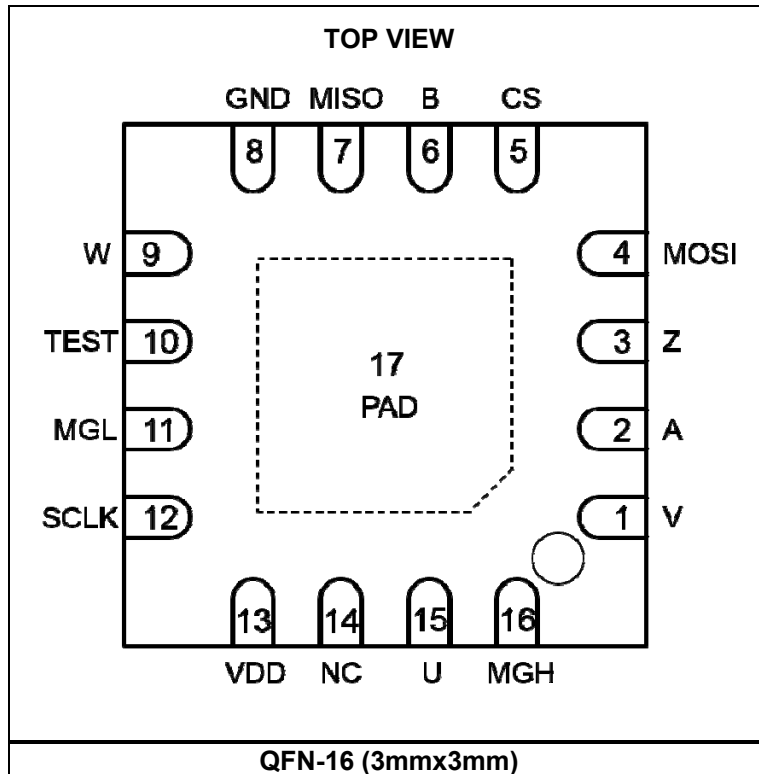 TOP VIEW
GND MISO B CS
8 7 6 5
W 9 4 MOSI
TEST 10 3 Z
17
PAD
MGL 11 2 A
SCLK 12 1 V
13 14 15 16
VDD NC U MGH
QFN-16 (3mmx3mm)